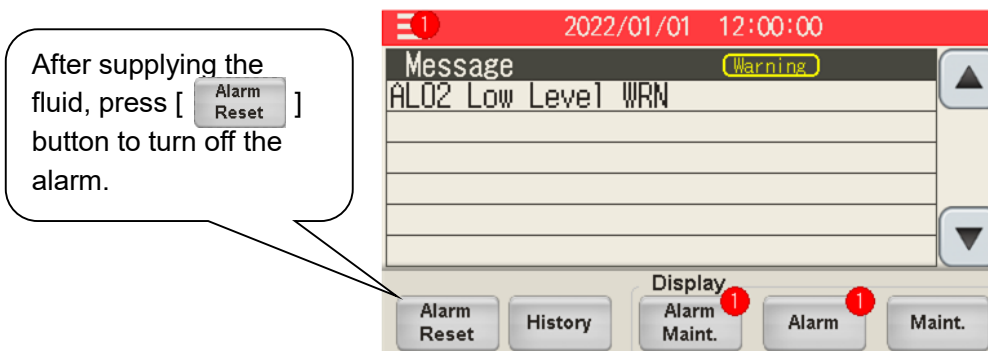 After supplying the
fluid, press [ Alarm Reset ]
button to turn off the
alarm.
1 2022/01/01 12:00:00
Message Warning
AL02 Low Level WRN
Display
Alarm Reset
History
Alarm Maint. 1
Alarm 1
Maint.